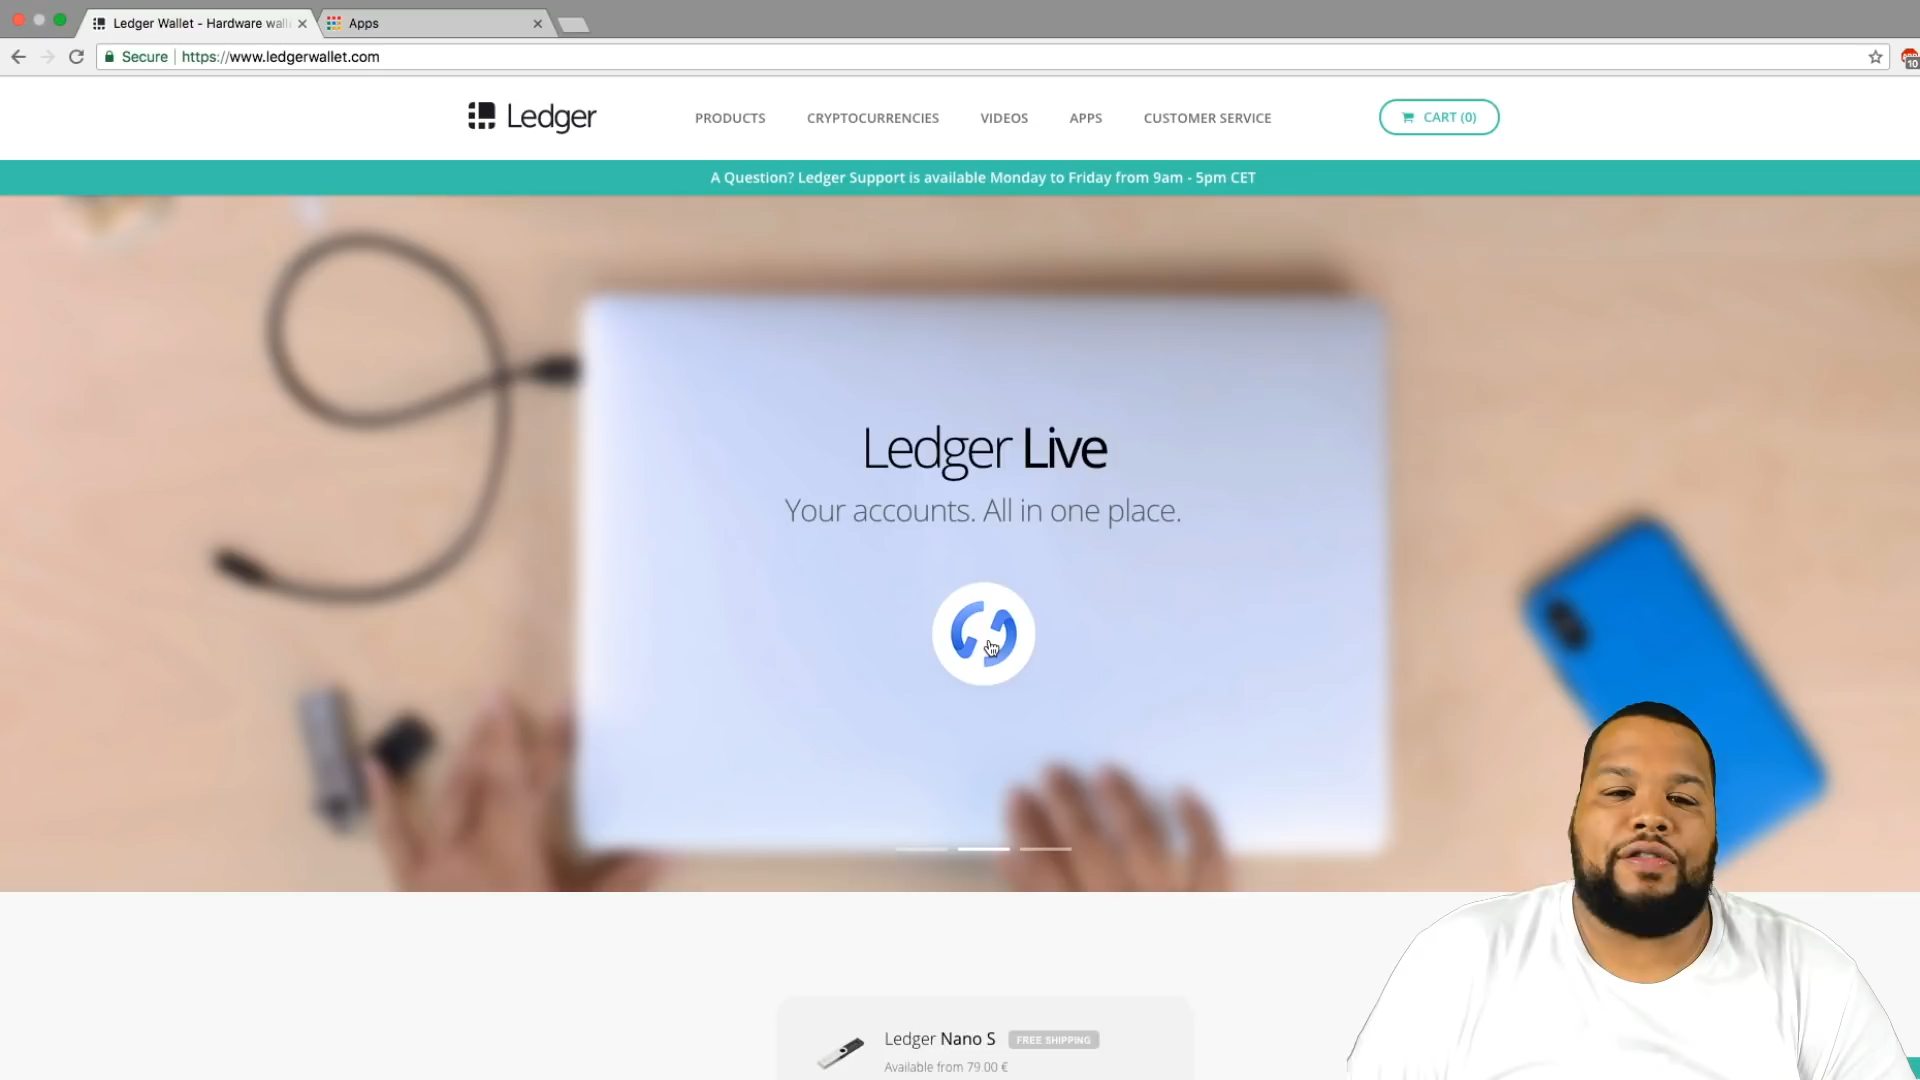 Ledger Wallet - Hardware wall
Apps
Secure
https://www.ledgerwallet.com
10
Ledger
PRODUCTS
CRYPTOCURRENCIES
VIDEOS
APPS
CUSTOMER SERVICE
CART (0)
A Question? Ledger Support is available Monday to Friday from 9am - 5pm CET
Ledger Live
Your accounts. All in one place.
Ledger Nano S
FREE SHIPPING
Available from 79.00 €